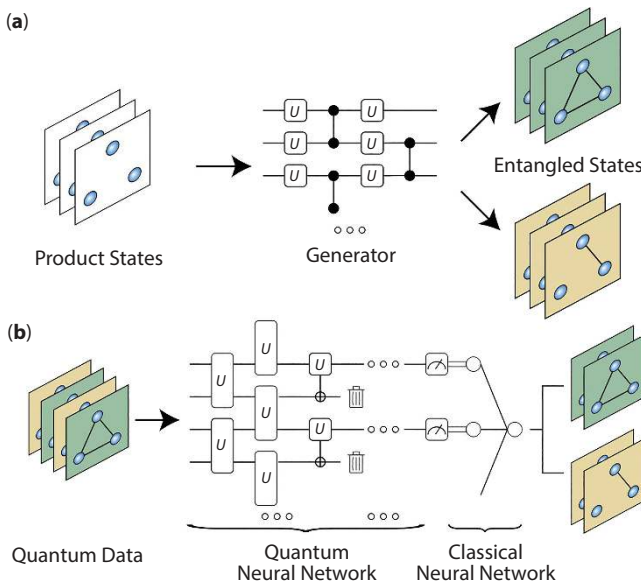 (a)
U
U
U
U
U
U
Product States
Generator
Entangled States
(b)
U
U
U
U
U
U
U
Quantum Data
Quantum
Neural Network
Classical
Neural Network